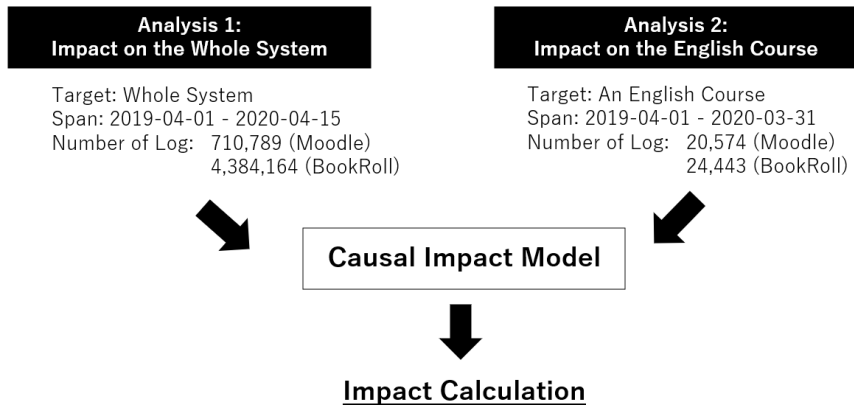 Analysis 1:
Impact on the Whole System
Target: Whole System
Span: 2019-04-01 - 2020-04-15
Number of Log: 710,789 (Moodle)
4,384,164 (BookRoll)
Analysis 2:
Impact on the English Course
Target: An English Course
Span: 2019-04-01 - 2020-03-31
Number of Log: 20,574 (Moodle)
24,443 (BookRoll)
Causal Impact Model
Impact Calculation